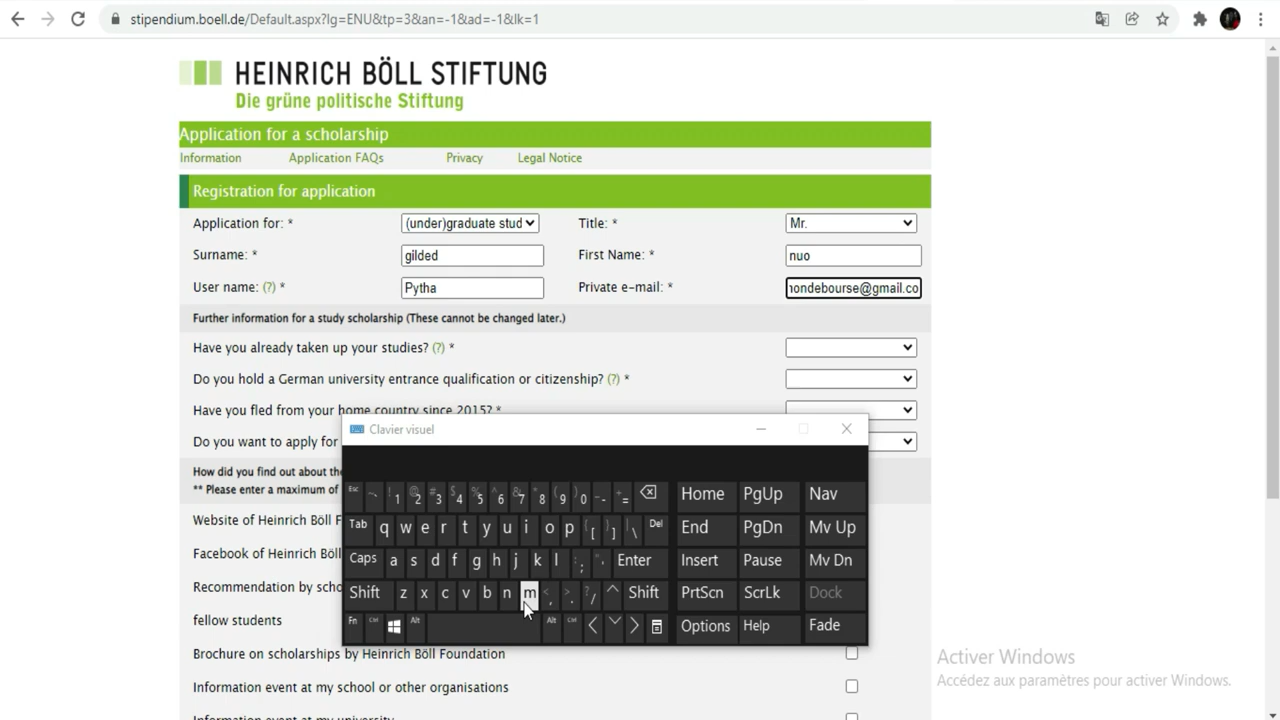 stipendium.boell.de/Default.aspx?lg=ENU&tp=3&an=-1&ad=-1&lk=1
HEINRICH BÖLL STIFTUNG
Die grüne politische Stiftung
Application for a scholarship
Information Application FAQs Privacy Legal Notice
Registration for application
Application for: * (under)graduate stud Title: * Mr.
Surname: * gilded First Name: * nuo
User name: (?) * Pytha Private e-mail: * nondebourse@gmail.co
Further information for a study scholarship (These cannot be changed later.)
Have you already taken up your studies? (?) *
Do you hold a German university entrance qualification or citizenship? (?) *
Have you fled from your home country since 2015? *
Do you want to apply for
How did you find out about the
** Please enter a maximum of
Website of Heinrich Böll F
Facebook of Heinrich Böll
Recommendation by scho
fellow students
Brochure on scholarships by Heinrich Böll Foundation
Information event at my school or other organisations
Information event at my university
Clavier visuel
Esc ~ ` ! 1 @ 2 # 3 $ 4 % 5 ^ 6 & 7 * 8 ( 9 ) 0 _ - + = Home PgUp Nav
Tab q w e r t y u i o p { [ } ] | \ Del End PgDn Mv Up
Caps a s d f g h j k l : ; " ' Enter Insert Pause Mv Dn
Shift z x c v b n m < , > . ? / Shift PrtScn ScrLk Dock
Fn Ctrl Alt Alt Ctrl Options Help Fade
Activer Windows
Accédez aux paramètres pour activer Windows.